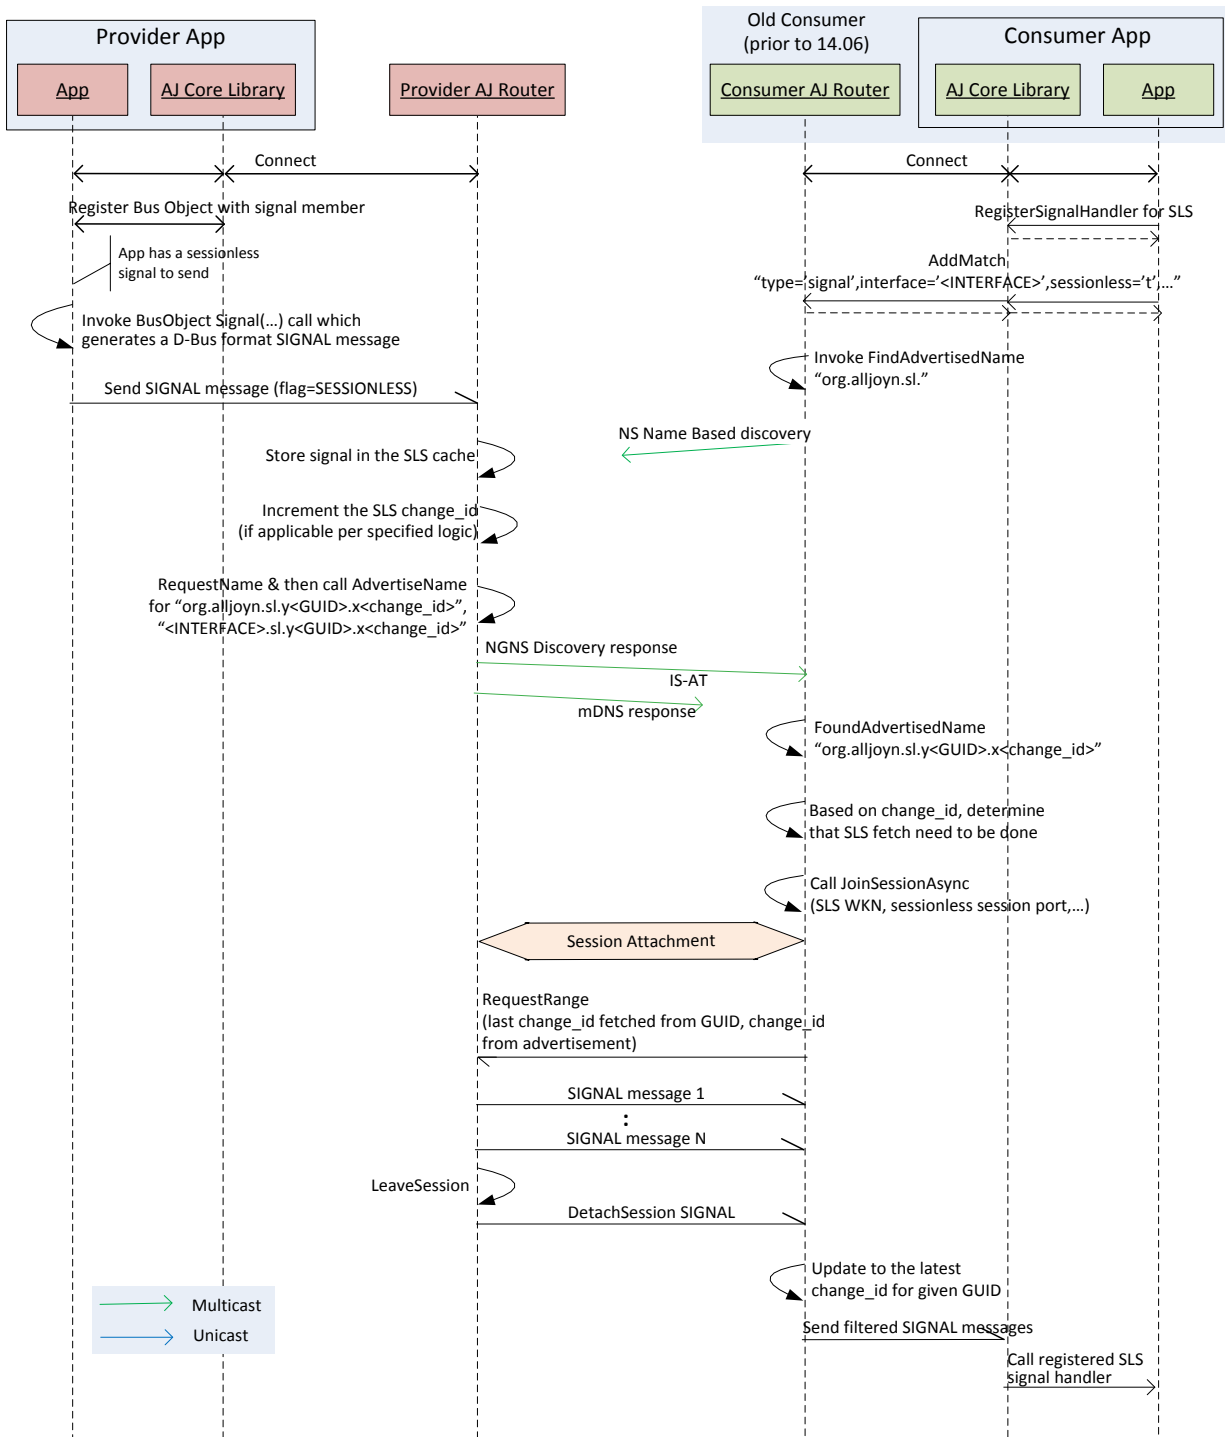 Provider App
Old Consumer
(prior to 14.06)
Consumer App
App
AJ Core Library
Provider AJ Router
Consumer AJ Router
AJ Core Library
App
Connect
Connect
Register Bus Object with signal member
RegisterSignalHandler for SLS
App has a sessionless
signal to send
AddMatch
“type=’signal’,interface=’<INTERFACE>’,sessionless=’t’,…”
Invoke BusObject Signal(…) call which
generates a D-Bus format SIGNAL message
Invoke FindAdvertisedName
“org.alljoyn.sl.”
Send SIGNAL message (flag=SESSIONLESS)
NS Name Based discovery
Store signal in the SLS cache
Increment the SLS change_id
(if applicable per specified logic)
RequestName & then call AdvertiseName
for “org.alljoyn.sl.y<GUID>.x<change_id>”,
“<INTERFACE>.sl.y<GUID>.x<change_id>”
NGNS Discovery response
IS-AT
mDNS response
FoundAdvertisedName
“org.alljoyn.sl.y<GUID>.x<change_id>”
Based on change_id, determine
that SLS fetch need to be done
Call JoinSessionAsync
(SLS WKN, sessionless session port,…)
Session Attachment
RequestRange
(last change_id fetched from GUID, change_id
from advertisement)
SIGNAL message 1
:
SIGNAL message N
LeaveSession
DetachSession SIGNAL
Update to the latest
change_id for given GUID
Multicast
Unicast
Send filtered SIGNAL messages
Call registered SLS
signal handler